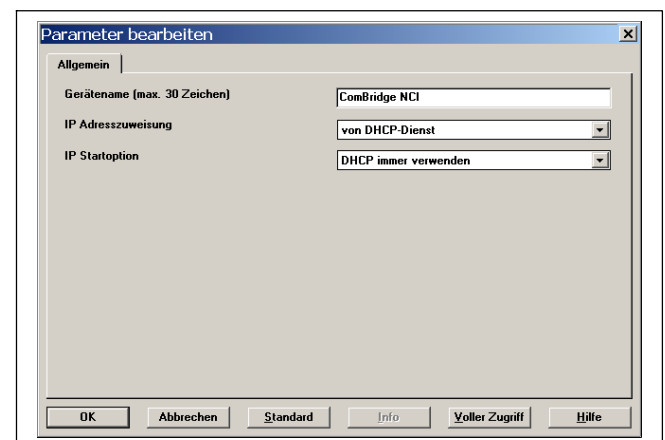 Parameter bearbeiten
Allgemein
Gerätename (max. 30 Zeichen) ComBridge NCI
IP Adresszuweisung von DHCP-Dienst
IP Startoption DHCP immer verwenden
OK Abbrechen Standard Info Voller Zugriff Hilfe